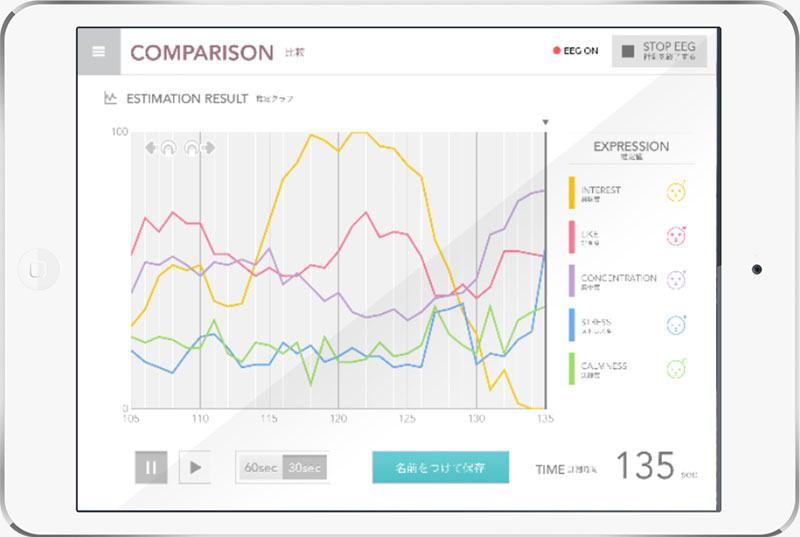 COMPARISON 比較
EEG ON
STOP EEG
計測を終了する
ESTIMATION RESULT 推定グラフ
100
0
105 110 115 120 125 130 135
EXPRESSION
推定値
INTEREST
興味度
LIKE
好き度
CONCENTRATION
集中度
STRESS
ストレス度
CALMNESS
沈静度
60sec 30sec
名前をつけて保存
TIME 計測時間 135 sec